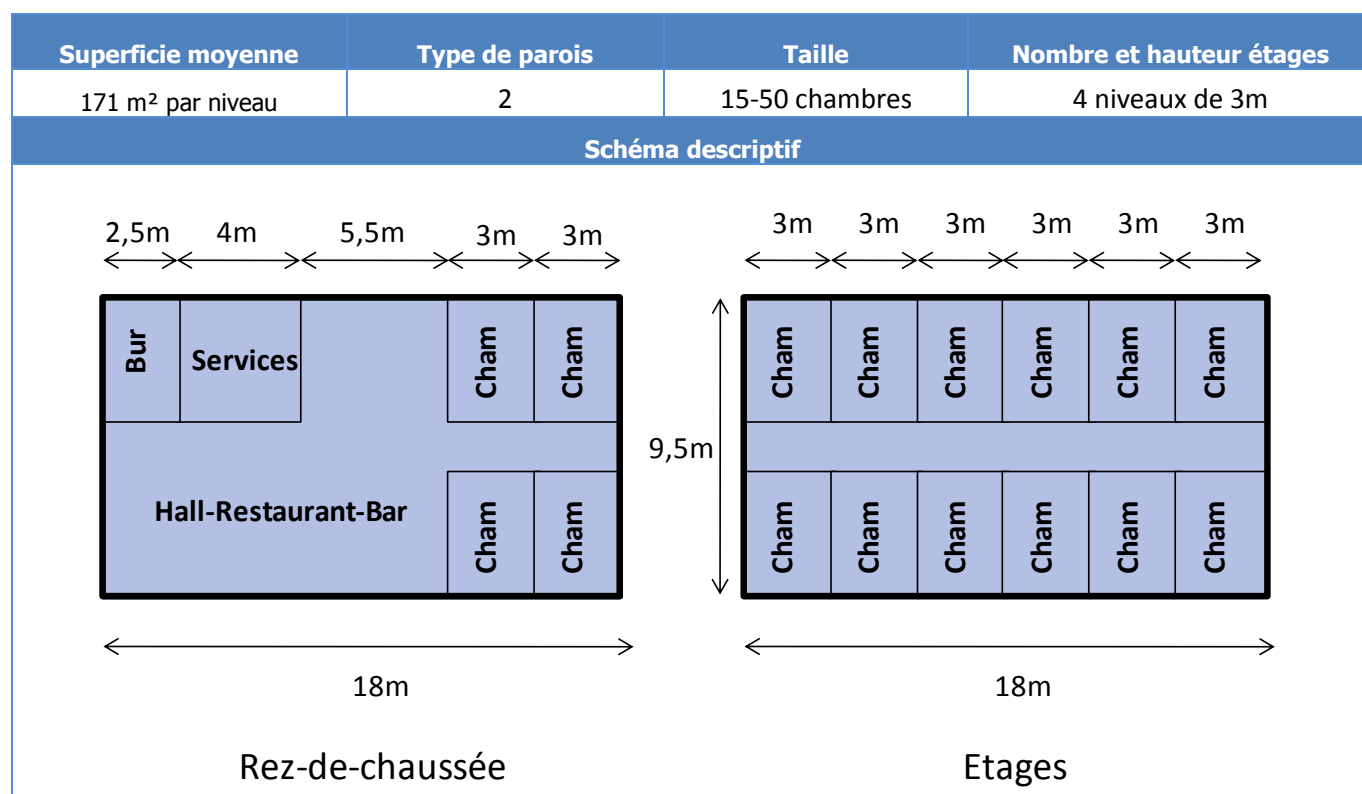 Superficie moyenne Type de parois Taille Nombre et hauteur étages
171 m² par niveau 2 15-50 chambres 4 niveaux de 3m
Schéma descriptif
2,5m 4m 5,5m 3m 3m
3m 3m 3m 3m 3m 3m
Bur Services Cham Cham
Hall-Restaurant-Bar Cham Cham
18m
Rez-de-chaussée
9,5m
Cham Cham Cham Cham Cham Cham
Cham Cham Cham Cham Cham Cham
18m
Etages